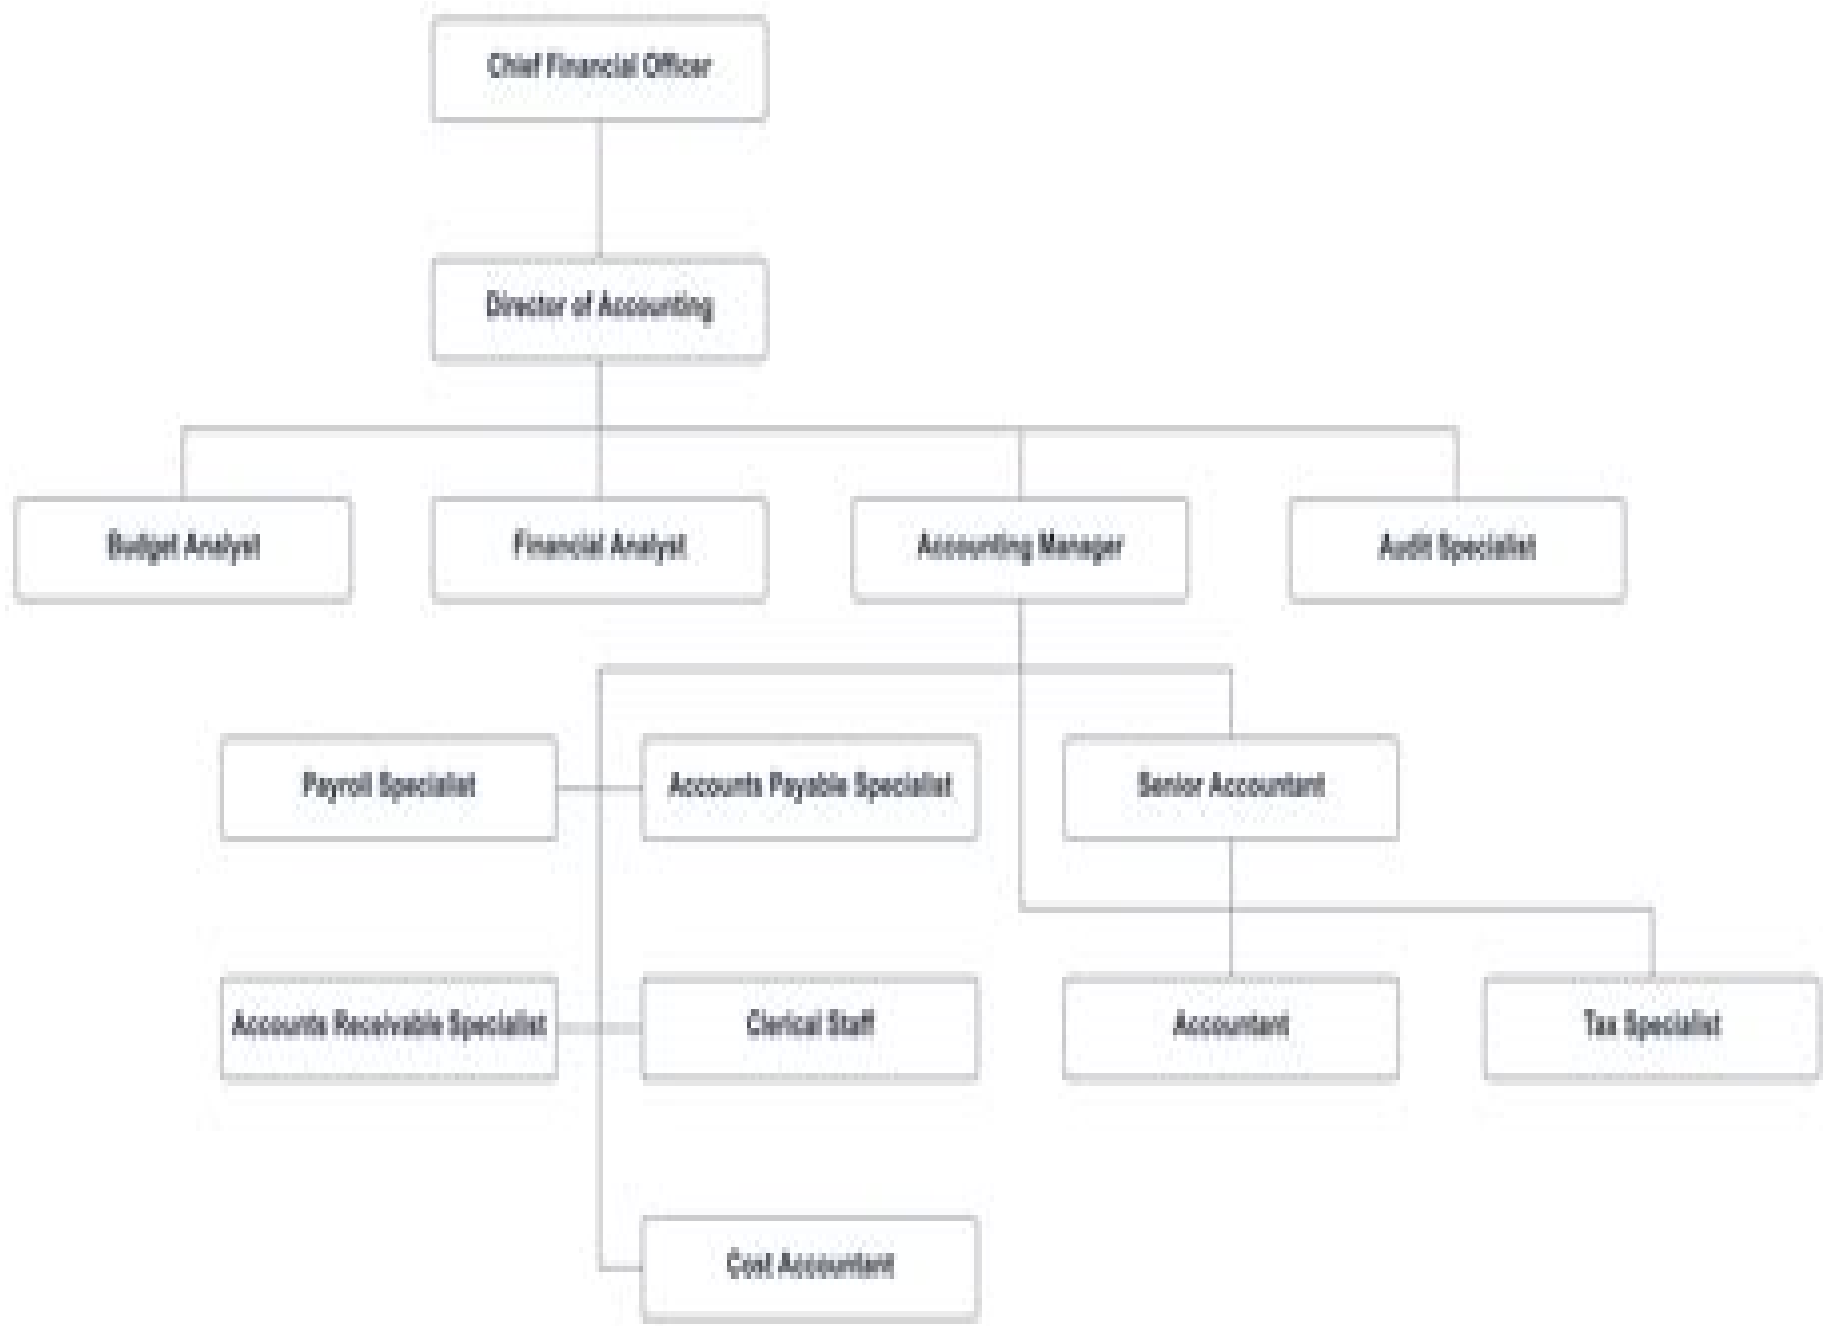 Chief Financial Officer
Director of Accounting
Budget Analyst
Financial Analyst
Accounting Manager
Audit Specialist
Payroll Specialist
Accounts Payable Specialist
Senior Accountant
Accounts Receivable Specialist
Clerical Staff
Accountant
Tax Specialist
Cost Accountant